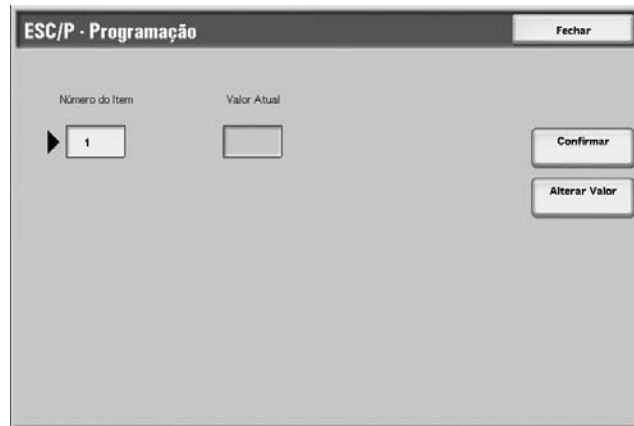 ESC/P - Programação
Fechar
Número do Item
Valor Atual
1
Confirmar
Alterar Valor